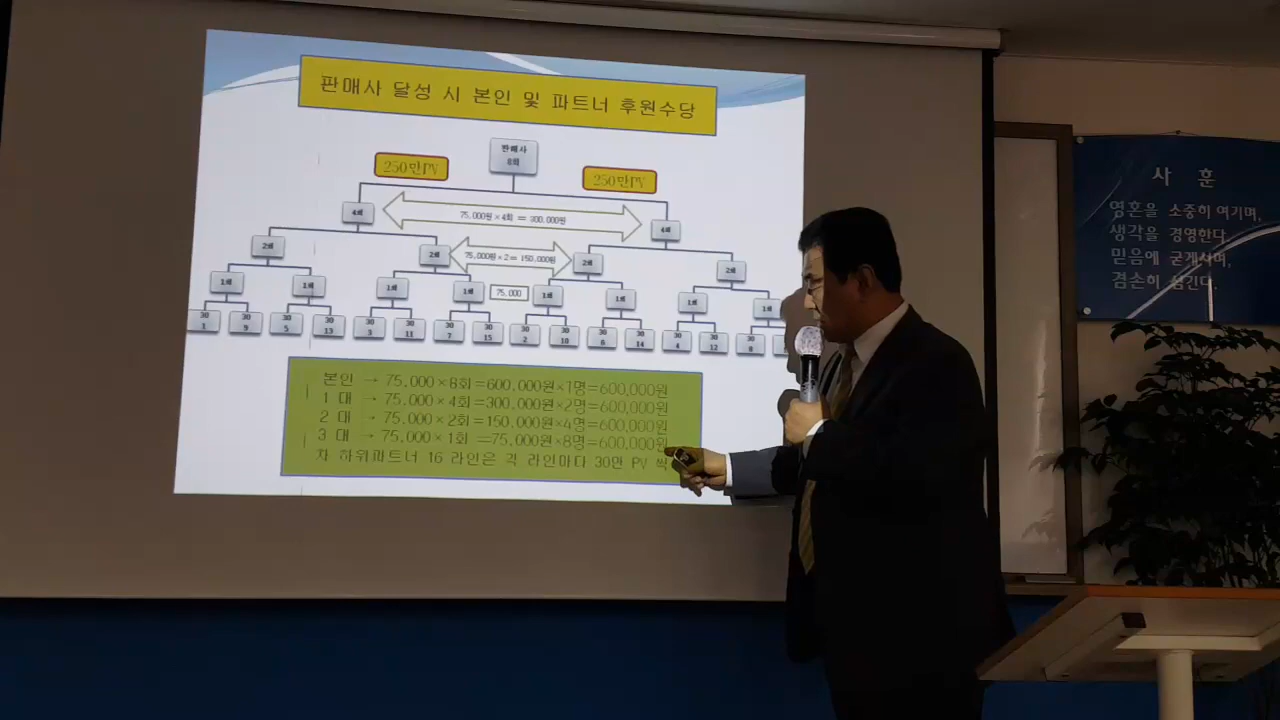 판매사 달성 시 본인 및 파트너 후원수당
판매사
8회
250만PV
250만PV
4회
75,000원×4회 = 300,000원
4회
2회
2회
75,000원×2=150,000원
2회
2회
1회
1회
1회
1회
75,000
1회
1회
1회
1회
30 1
30 9
30 5
30 13
30 3
30 11
30 7
30 15
30 2
30 10
30 6
30 14
30 4
30 12
30 8
본인 → 75,000×8회=600,000원×1명=600,000원
1 대 → 75,000×4회=300,000원×2명=600,000원
2 대 → 75,000×2회=150,000원×4명=600,000원
3 대 → 75,000×1회 =75,000원×8명=600,000원
차 하위파트너 16 라인은 각 라인마다 30만 PV 씩
사 훈
영혼을 소중히 여기며,
생각을 경영한다
믿음에 굳게서며,
겸손히 섬긴다.